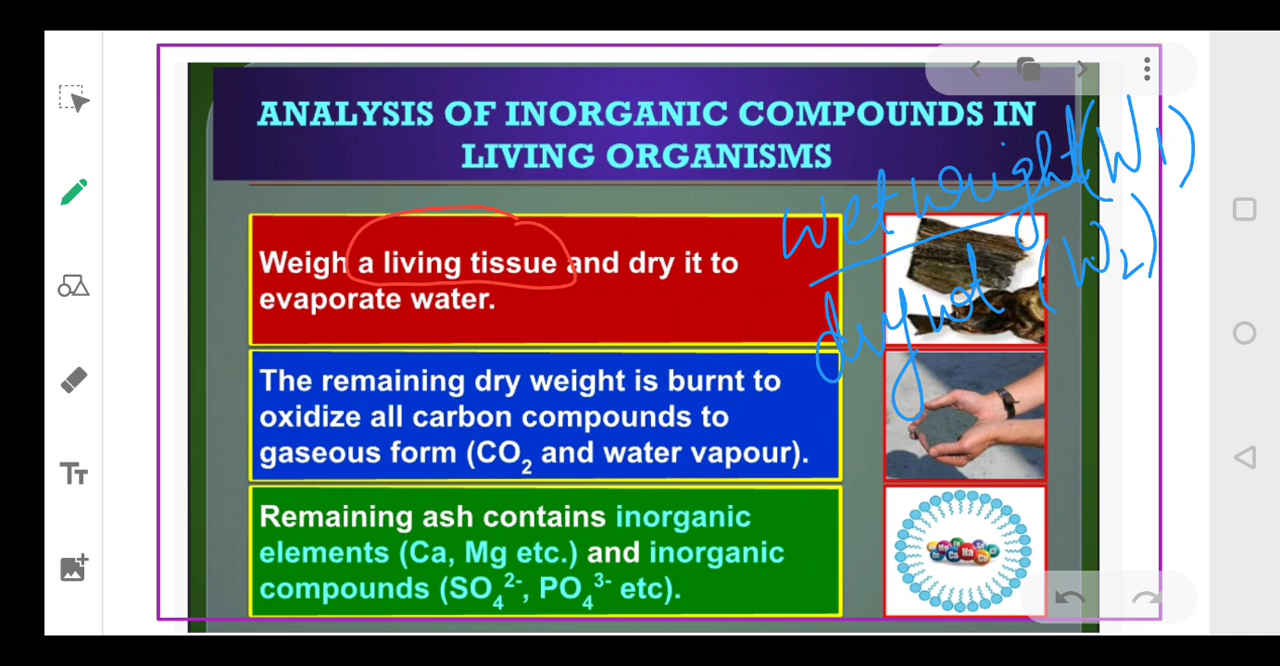 ANALYSIS OF INORGANIC COMPOUNDS IN
LIVING ORGANISMS
Wet weight (W1)
dry wt (W2)
Weigh a living tissue and dry it to
evaporate water.
The remaining dry weight is burnt to
oxidize all carbon compounds to
gaseous form (CO₂ and water vapour).
Remaining ash contains inorganic
elements (Ca, Mg etc.) and inorganic
compounds (SO₄²⁻, PO₄³⁻ etc).
TT